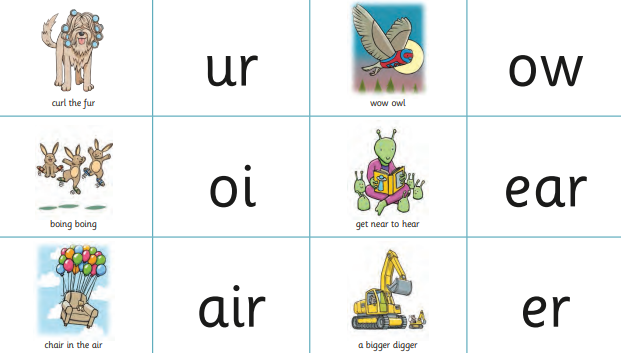 curl the fur
ur
wow owl
ow
boing boing
oi
get near to hear
ear
chair in the air
air
a bigger digger
er